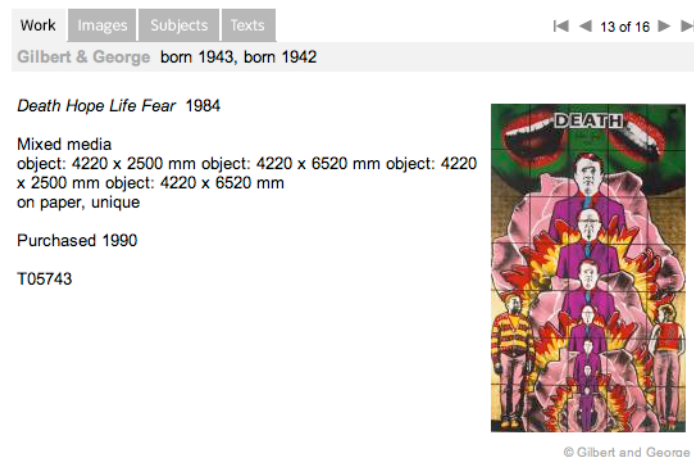 Work Images Subjects Texts 13 of 16
Gilbert & George born 1943, born 1942
Death Hope Life Fear 1984
Mixed media
object: 4220 x 2500 mm object: 4220 x 6520 mm object: 4220
x 2500 mm object: 4220 x 6520 mm
on paper, unique
Purchased 1990
T05743
DEATH
© Gilbert and George